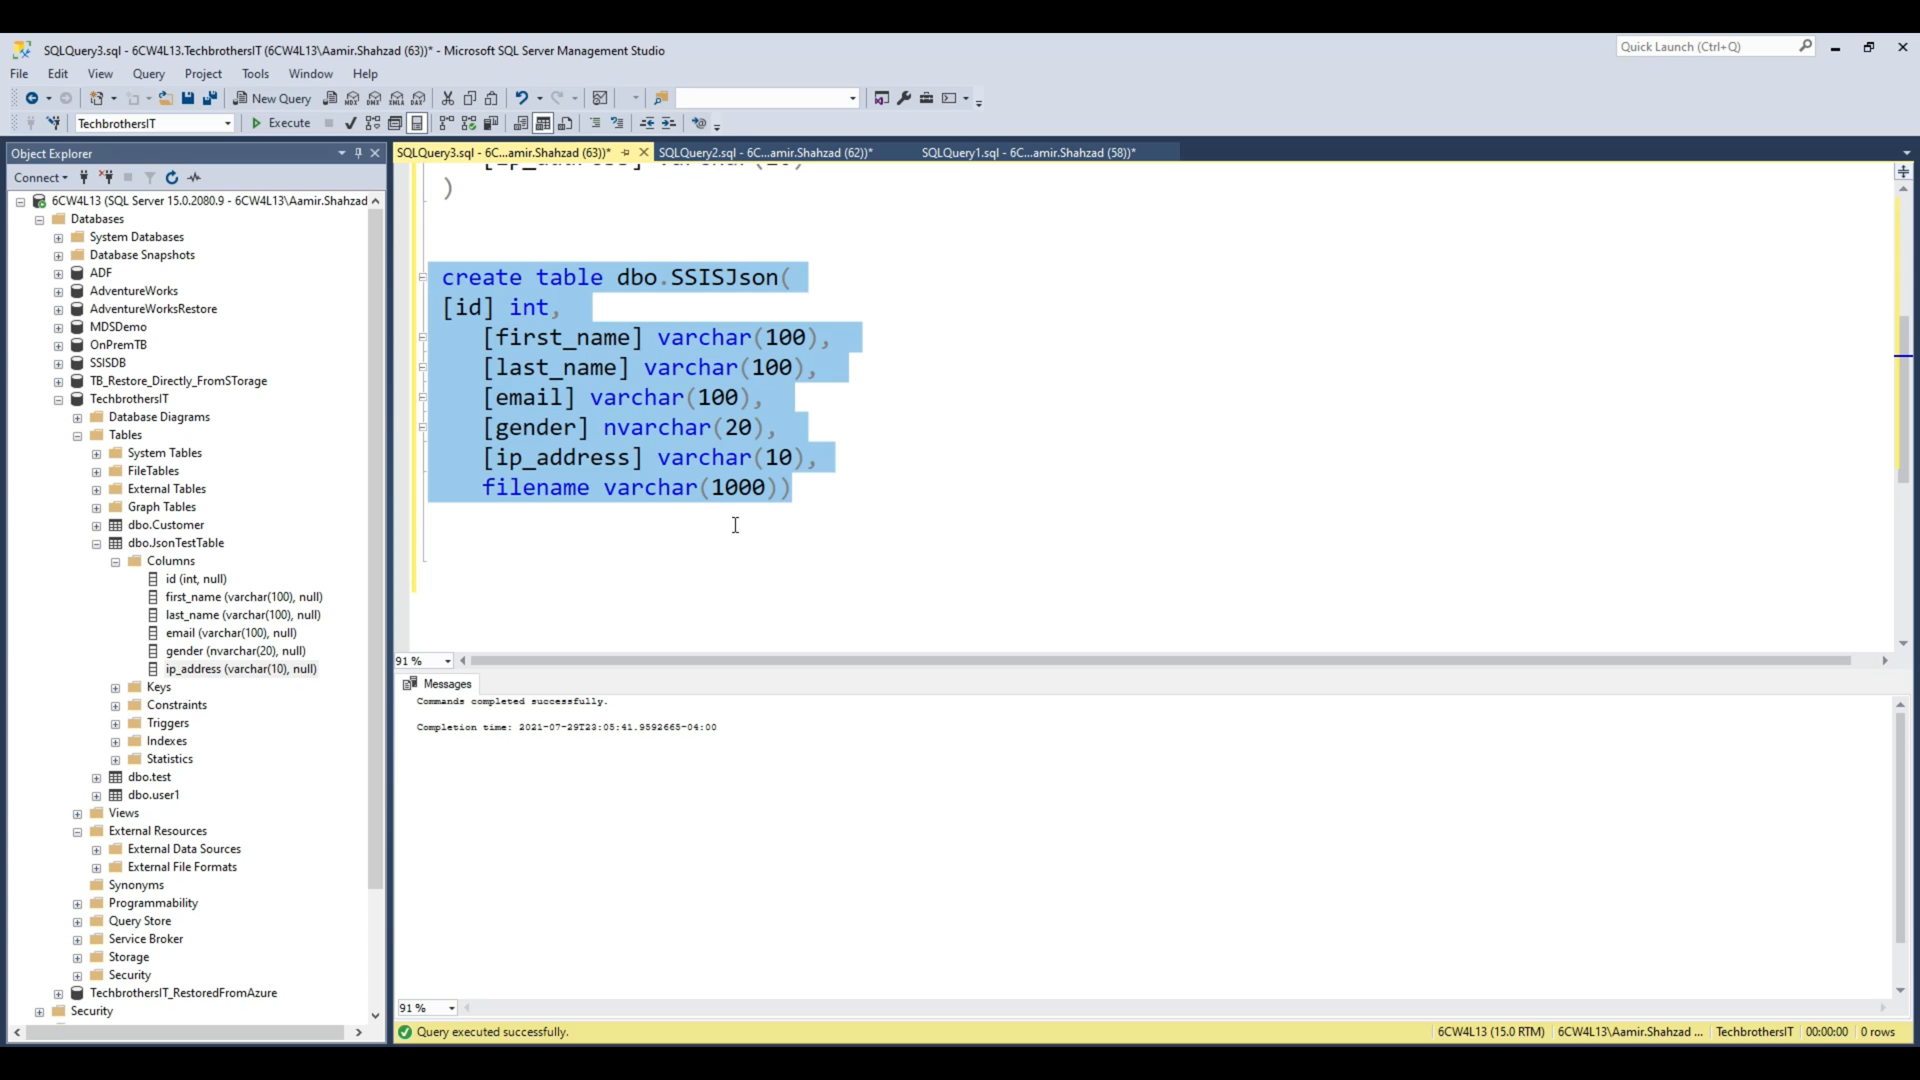 SQLQuery3.sql - 6CW4L13.TechbrothersIT (6CW4L13\Aamir.Shahzad (63))* - Microsoft SQL Server Management Studio
Quick Launch (Ctrl+Q)
File Edit View Query Project Tools Window Help
New Query
TechbrothersIT
Execute
Object Explorer
SQLQuery3.sql - 6C...amir.Shahzad (63))*
SQLQuery2.sql - 6C...amir.Shahzad (62))*
SQLQuery1.sql - 6C...amir.Shahzad (58))*
Connect
6CW4L13 (SQL Server 15.0.2080.9 - 6CW4L13\Aamir.Shahzad
Databases
System Databases
Database Snapshots
ADF
AdventureWorks
AdventureWorksRestore
MDSDemo
OnPremTB
SSISDB
TB_Restore_Directly_FromSTorage
TechbrothersIT
Database Diagrams
Tables
System Tables
FileTables
External Tables
Graph Tables
dbo.Customer
dbo.JsonTestTable
Columns
id (int, null)
first_name (varchar(100), null)
last_name (varchar(100), null)
email (varchar(100), null)
gender (nvarchar(20), null)
ip_address (varchar(10), null)
Keys
Constraints
Triggers
Indexes
Statistics
dbo.test
dbo.user1
Views
External Resources
External Data Sources
External File Formats
Synonyms
Programmability
Query Store
Service Broker
Storage
Security
TechbrothersIT_RestoredFromAzure
Security
)
create table dbo.SSISJson(
[id] int,
[first_name] varchar(100),
[last_name] varchar(100),
[email] varchar(100),
[gender] nvarchar(20),
[ip_address] varchar(10),
filename varchar(1000))
91 %
Messages
Commands completed successfully.
Completion time: 2021-07-29T23:05:41.9592665-04:00
91 %
Query executed successfully.
6CW4L13 (15.0 RTM) 6CW4L13\Aamir.Shahzad ... TechbrothersIT 00:00:00 0 rows